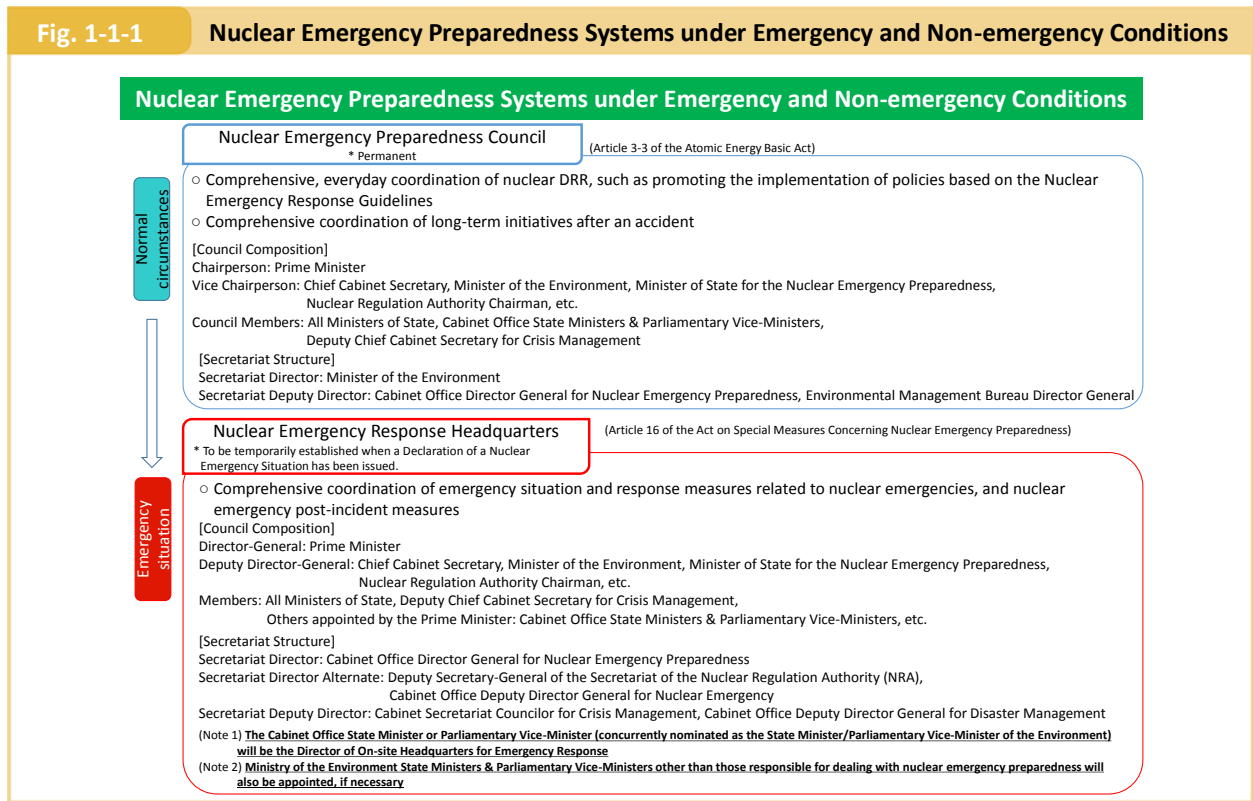 Fig. 1-1-1
Nuclear Emergency Preparedness Systems under Emergency and Non-emergency Conditions
Nuclear Emergency Preparedness Systems under Emergency and Non-emergency Conditions
Nuclear Emergency Preparedness Council
* Permanent
(Article 3-3 of the Atomic Energy Basic Act)
Normal
circumstances
○ Comprehensive, everyday coordination of nuclear DRR, such as promoting the implementation of policies based on the Nuclear
Emergency Response Guidelines
○ Comprehensive coordination of long-term initiatives after an accident
[Council Composition]
Chairperson: Prime Minister
Vice Chairperson: Chief Cabinet Secretary, Minister of the Environment, Minister of State for the Nuclear Emergency Preparedness,
Nuclear Regulation Authority Chairman, etc.
Council Members: All Ministers of State, Cabinet Office State Ministers & Parliamentary Vice-Ministers,
Deputy Chief Cabinet Secretary for Crisis Management
[Secretariat Structure]
Secretariat Director: Minister of the Environment
Secretariat Deputy Director: Cabinet Office Director General for Nuclear Emergency Preparedness, Environmental Management Bureau Director General
Nuclear Emergency Response Headquarters
* To be temporarily established when a Declaration of a Nuclear
Emergency Situation has been issued.
(Article 16 of the Act on Special Measures Concerning Nuclear Emergency Preparedness)
Emergency
situation
○ Comprehensive coordination of emergency situation and response measures related to nuclear emergencies, and nuclear
emergency post-incident measures
[Council Composition]
Director-General: Prime Minister
Deputy Director-General: Chief Cabinet Secretary, Minister of the Environment, Minister of State for the Nuclear Emergency Preparedness,
Nuclear Regulation Authority Chairman, etc.
Members: All Ministers of State, Deputy Chief Cabinet Secretary for Crisis Management,
Others appointed by the Prime Minister: Cabinet Office State Ministers & Parliamentary Vice-Ministers, etc.
[Secretariat Structure]
Secretariat Director: Cabinet Office Director General for Nuclear Emergency Preparedness
Secretariat Director Alternate: Deputy Secretary-General of the Secretariat of the Nuclear Regulation Authority (NRA),
Cabinet Office Deputy Director General for Nuclear Emergency
Secretariat Deputy Director: Cabinet Secretariat Councilor for Crisis Management, Cabinet Office Deputy Director General for Disaster Management
(Note 1) The Cabinet Office State Minister or Parliamentary Vice-Minister (concurrently nominated as the State Minister/Parliamentary Vice-Minister of the Environment)
will be the Director of On-site Headquarters for Emergency Response
(Note 2) Ministry of the Environment State Ministers & Parliamentary Vice-Ministers other than those responsible for dealing with nuclear emergency preparedness will
also be appointed, if necessary